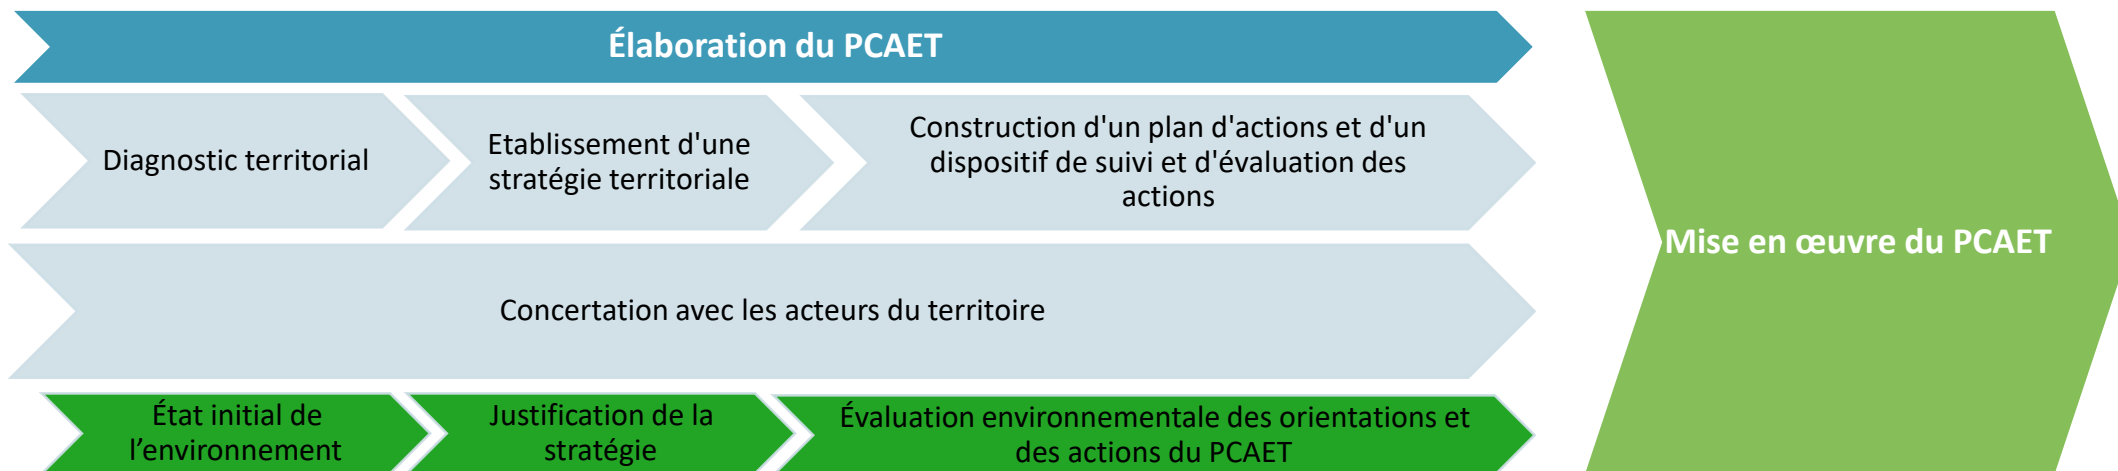 Élaboration du PCAET
Diagnostic territorial
Etablissement d'une
stratégie territoriale
Construction d'un plan d'actions et d'un
dispositif de suivi et d'évaluation des
actions
Concertation avec les acteurs du territoire
État initial de
l’environnement
Justification de la
stratégie
Évaluation environnementale des orientations et
des actions du PCAET
Mise en œuvre du PCAET